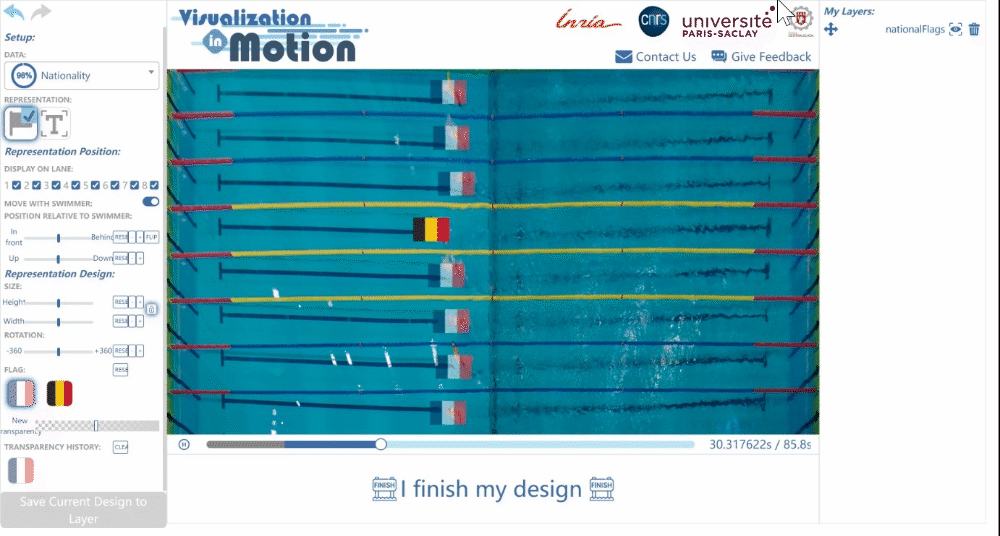 Setup:
DATA:
96% Nationality
REPRESENTATION:
T
Representation Position:
DISPLAY ON LANE:
1 2 3 4 5 6 7 8
MOVE WITH SWIMMER:
POSITION RELATIVE TO SWIMMER:
In front Behind RESE + FLIP
Up Down RESE +
Representation Design:
SIZE:
Height RESE +
Width RESE +
ROTATION:
-360 +360 RESE +
FLAG: RESE
New
TRANSPARENCY HISTORY: CLEA
Save Current Design to
Layer
Visualization
in Motion
Inria
cnrs
université
PARIS-SACLAY
Contact Us Give Feedback
30.317622s / 85.8s
FINISH I finish my design FINISH
My Layers:
nationalFlags